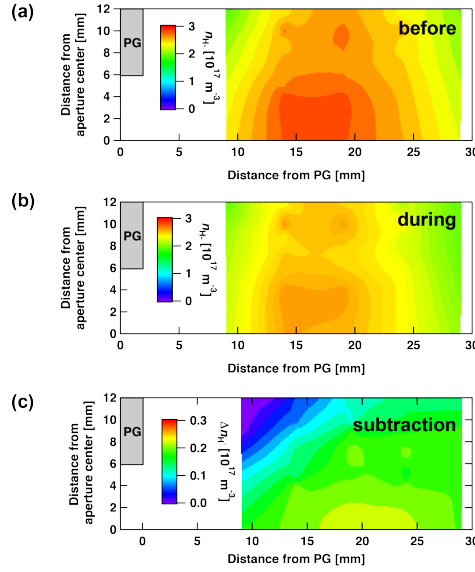 (a)
Distance from
aperture center [mm]
12
10
8
6
4
2
0
PG
3
2
1
0
nH- [10^17 m^-3]
before
0
5
10
15
20
25
30
Distance from PG [mm]
(b)
Distance from
aperture center [mm]
12
10
8
6
4
2
0
PG
3
2
1
0
nH- [10^17 m^-3]
during
0
5
10
15
20
25
30
Distance from PG [mm]
(c)
Distance from
aperture center [mm]
12
10
8
6
4
2
0
PG
0.3
0.2
0.1
0.0
ΔnH- [10^17 m^-3]
subtraction
0
5
10
15
20
25
30
Distance from PG [mm]